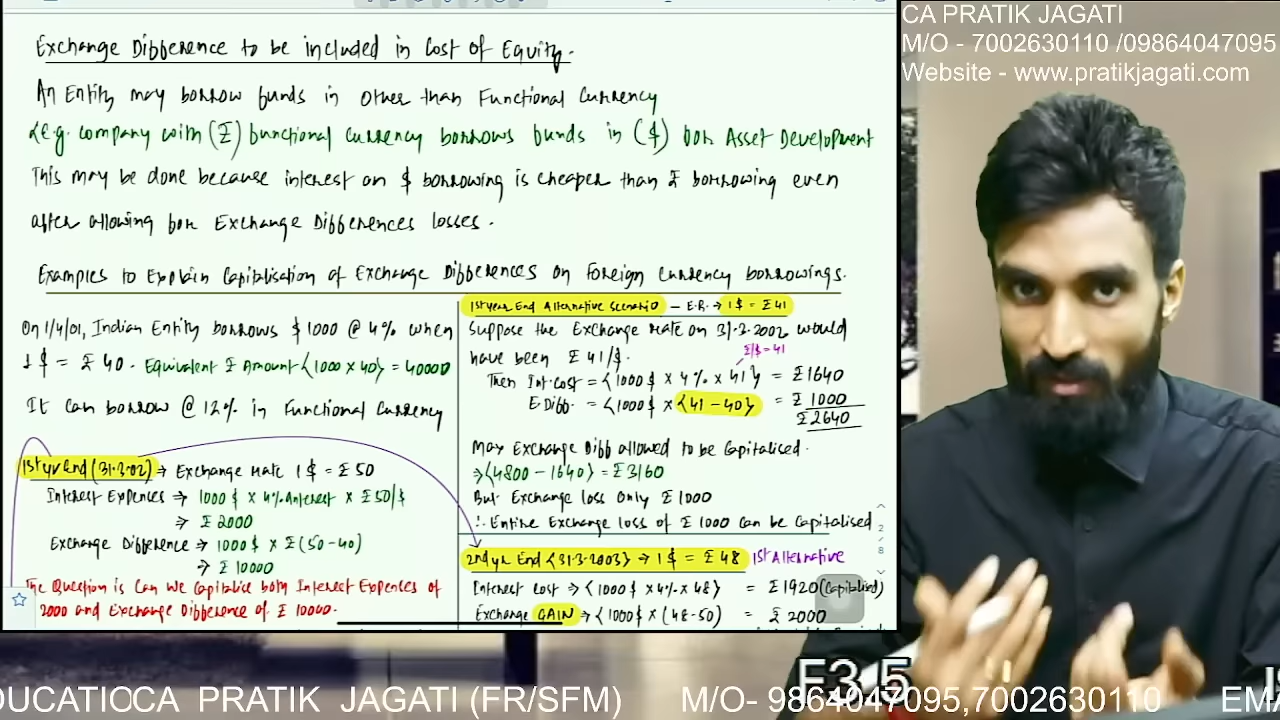 Exchange Difference to be included in Cost of Equity.
An Entity may borrow funds in Other than Functional Currency
e.g. company with (₹) functional currency borrows funds in ($) for Asset Development
This may be done because interest on $ borrowing is cheaper than ₹ borrowing even
after allowing for Exchange Differences losses.
Examples to Explain Capitalisation of Exchange Differences on Foreign Currency borrowings.
On 1/4/01, Indian Entity borrows $1000 @ 4% when
1 $ = ₹ 40. Equivalent ₹ Amount (1000 x 40) = 40000
It can borrow @ 12% in Functional Currency
1st yr End (31.3.02) → Exchange rate 1 $ = ₹ 50
Interest Expences → 1000 $ x 4% interest x ₹50/$
⇒ ₹ 2000
Exchange Difference → 1000 $ x ₹(50-40)
⇒ ₹ 10000
The Question is Can We Capitalise both Interest Expences of
2000 and Exchange Difference of ₹ 10000.
1st year End Alternative Scenario – E.R. → 1 $ = ₹ 41
Suppose the Exchange rate on 31.3.2002 would
have been ₹ 41/$.
₹/$ = 41
Then Int. cost = {1000 $ x 4% x 41} = ₹1640
E. Diff. = {1000 $ x {41 – 40} = ₹ 1000
₹2640
Max Exchange Diff allowed to be Capitalised.
⇒ (4800 – 1640) = ₹3160
But Exchange loss only ₹ 1000
∴ Entire Exchange loss of ₹ 1000 can be Capitalised
2nd yr End {31.3.2003} → 1 $ = ₹ 48 1st Alternative
Interest cost → {1000 $ x 4% x 48} = ₹ 1920 (Capitalised)
Exchange GAIN → {1000 $ x (48-50) = ₹ 2000
2/8
CA PRATIK JAGATI
M/O - 7002630110 /09864047095
Website - www.pratikjagati.com
F3.5
DUCATIOCA PRATIK JAGATI (FR/SFM) M/O- 9864047095,7002630110 EMA